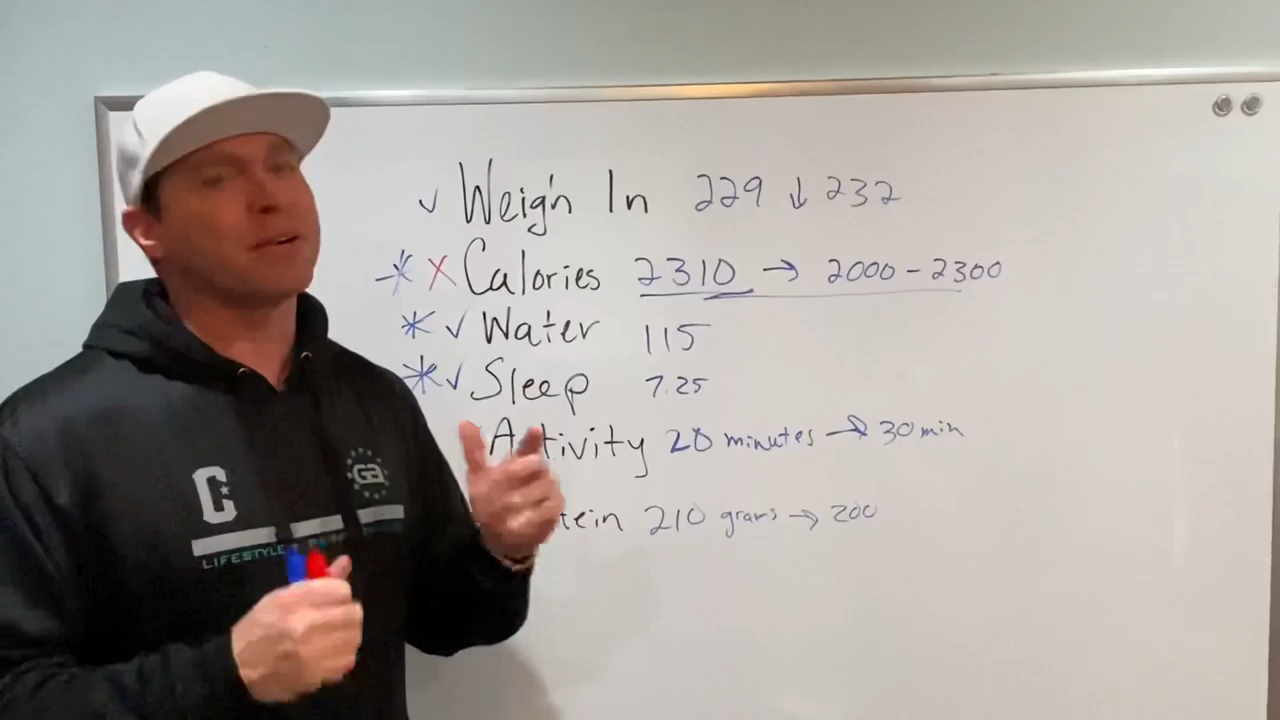 ✓ Weigh In 229 ↓ 232
* X Calories 2310 → 2000 - 2300
* ✓ Water 115
* ✓ Sleep 7.25
Activity 20 minutes → 30 min
tein 210 grams → 200
C
GA
LIFESTYLE